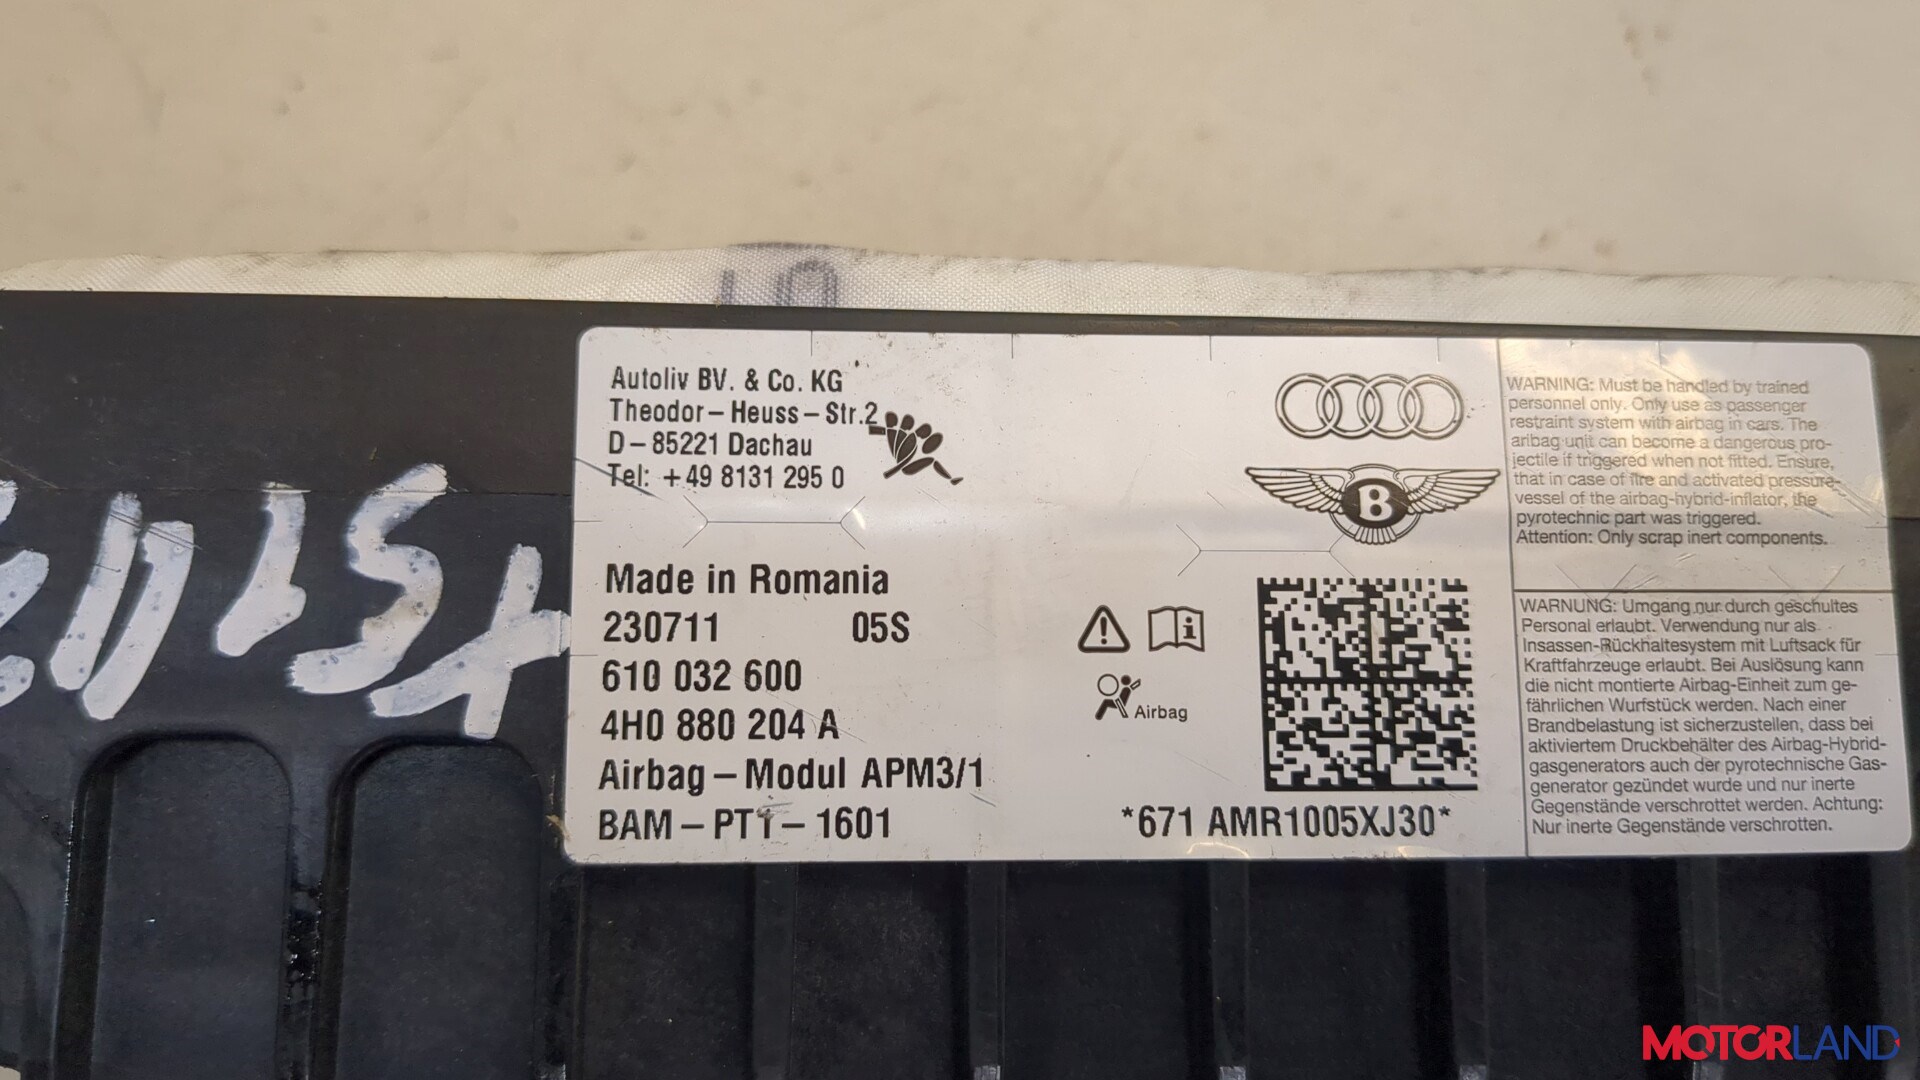 Autoliv BV. & Co. KG
Theodor-Heuss-Str.2
D-85221 Dachau
Tel: +49 8131 295 0
Made in Romania
230711 05S
610 032 600
4H0 880 204 A
Airbag-Modul APM3/1
BAM-PT1-1601
B
Airbag
*671 AMR1005XJ30*
WARNING: Must be handled by trained
personnel only. Only use as passenger
restraint system with airbag in cars. The
aribag unit can become a dangerous pro-
jectile if triggered when not fitted. Ensure,
that in case of fire and activated pressure-
vessel of the airbag-hybrid-inflator, the
pyrotechnic part was triggered.
Attention: Only scrap inert components.
WARNUNG: Umgang nur durch geschultes
Personal erlaubt. Verwendung nur als
Insassen-Rückhaltesystem mit Luftsack für
Kraftfahrzeuge erlaubt. Bei Auslösung kann
die nicht montierte Airbag-Einheit zum ge-
fährlichen Wurfstück werden. Nach einer
Brandbelastung ist sicherzustellen, dass bei
aktiviertem Druckbehälter des Airbag-Hybrid-
gasgenerators auch der pyrotechnische Gas-
generator gezündet wurde und nur inerte
Gegenstände verschrottet werden. Achtung:
Nur inerte Gegenstände verschrotten.
MOTORLAND